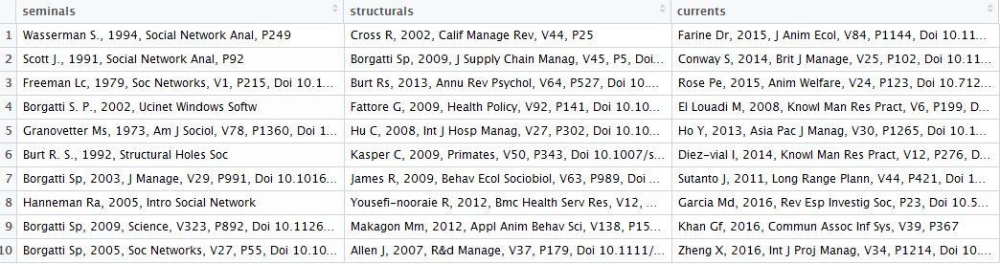 seminals structurals currents
1 Wasserman S., 1994, Social Network Anal, P249 Cross R, 2002, Calif Manage Rev, V44, P25 Farine Dr, 2015, J Anim Ecol, V84, P1144, Doi 10.11...
2 Scott J., 1991, Social Network Anal, P92 Borgatti Sp, 2009, J Supply Chain Manag, V45, P5, Doi... Conway S, 2014, Brit J Manage, V25, P102, Doi 10.11...
3 Freeman Lc, 1979, Soc Networks, V1, P215, Doi 10.1... Burt Rs, 2013, Annu Rev Psychol, V64, P527, Doi 10.... Rose Pe, 2015, Anim Welfare, V24, P123, Doi 10.712...
4 Borgatti S. P., 2002, Ucinet Windows Softw Fattore G, 2009, Health Policy, V92, P141, Doi 10.10... El Louadi M, 2008, Knowl Man Res Pract, V6, P199, D...
5 Granovetter Ms, 1973, Am J Sociol, V78, P1360, Doi 1... Hu C, 2008, Int J Hosp Manag, V27, P302, Doi 10.10... Ho Y, 2013, Asia Pac J Manag, V30, P1265, Doi 10.1...
6 Burt R. S., 1992, Structural Holes Soc Kasper C, 2009, Primates, V50, P343, Doi 10.1007/s... Diez-vial I, 2014, Knowl Man Res Pract, V12, P276, D...
7 Borgatti Sp, 2003, J Manage, V29, P991, Doi 10.1016... James R, 2009, Behav Ecol Sociobiol, V63, P989, Doi ... Sutanto J, 2011, Long Range Plann, V44, P421, Doi 1...
8 Hanneman Ra, 2005, Intro Social Network Yousefi-nooraie R, 2012, Bmc Health Serv Res, V12, ... Garcia Md, 2016, Rev Esp Investig Soc, P23, Doi 10.5...
9 Borgatti Sp, 2009, Science, V323, P892, Doi 10.1126... Makagon Mm, 2012, Appl Anim Behav Sci, V138, P15... Khan Gf, 2016, Commun Assoc Inf Sys, V39, P367
10 Borgatti Sp, 2005, Soc Networks, V27, P55, Doi 10.10... Allen J, 2007, R&d Manage, V37, P179, Doi 10.1111/... Zheng X, 2016, Int J Proj Manag, V34, P1214, Doi 10....